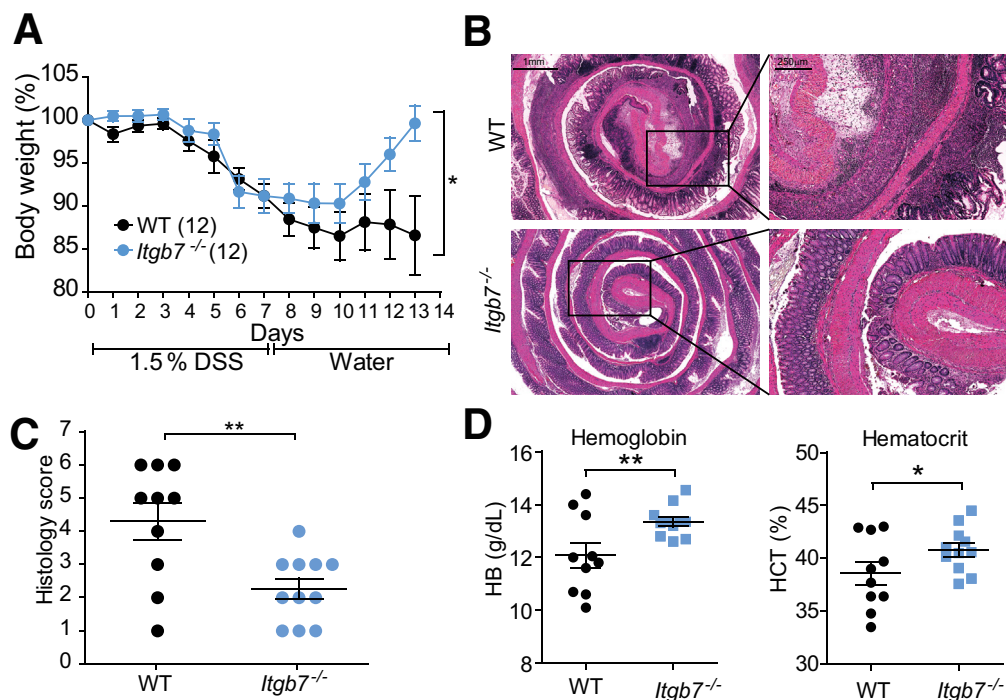 A
Body weight (%)
105
100
95
90
85
80
WT (12)
Itgb7 -/- (12)
*
0 1 2 3 4 5 6 7 8 9 10 11 12 13 14
Days
1.5 % DSS
Water
B
WT
1mm
250µm
Itgb7-/-
C
Histology score
7
6
5
4
3
2
1
0
**
WT
Itgb7-/-
D
Hemoglobin
HB (g/dL)
16
14
12
10
8
**
WT
Itgb7-/-
Hematocrit
HCT (%)
50
45
40
35
30
*
WT
Itgb7-/-